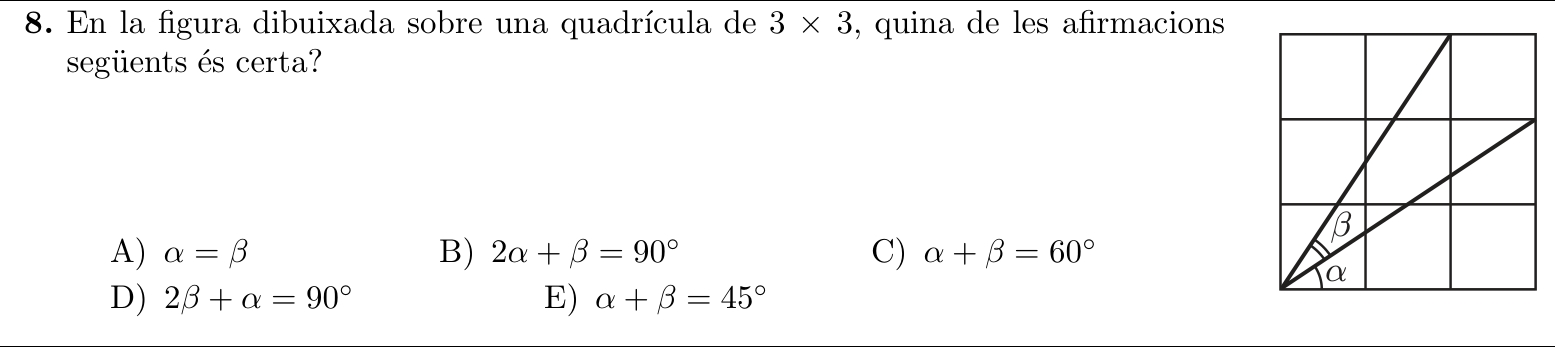 8. En la figura dibuixada sobre una quadrícula de 3 × 3, quina de les afirmacions
següents és certa?
β
α
A) α = β B) 2α + β = 90° C) α + β = 60°
D) 2β + α = 90° E) α + β = 45°